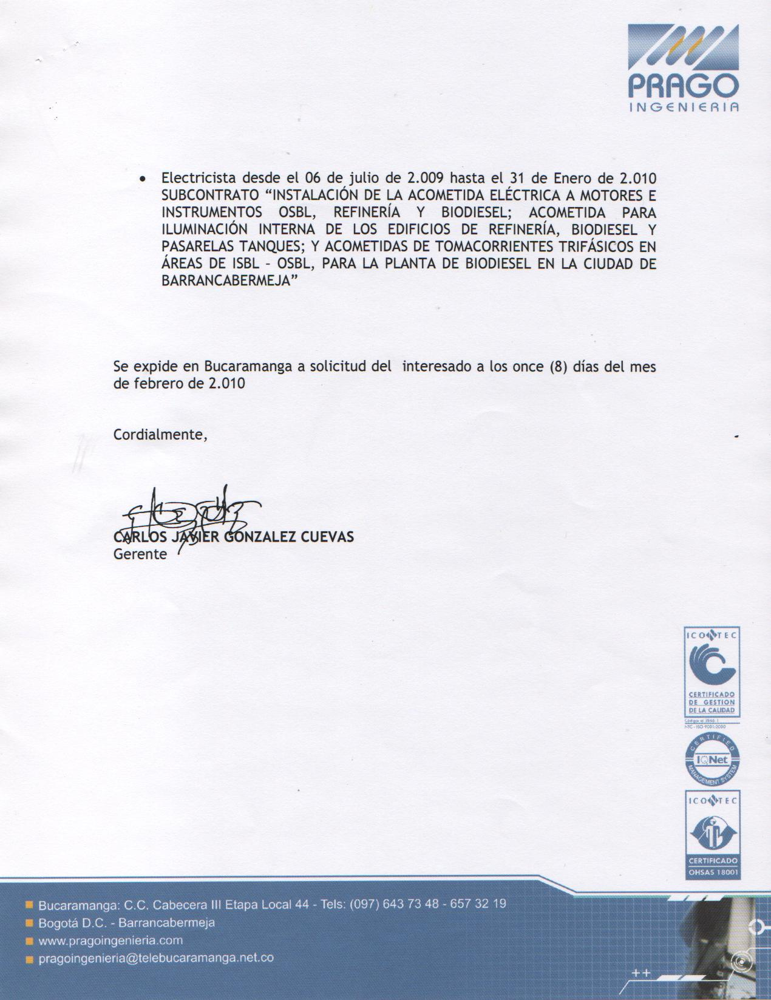 PRAGO
INGENIERIA
• Electricista desde el 06 de julio de 2.009 hasta el 31 de Enero de 2.010
SUBCONTRATO “INSTALACIÓN DE LA ACOMETIDA ELÉCTRICA A MOTORES E
INSTRUMENTOS OSBL, REFINERÍA Y BIODIESEL; ACOMETIDA PARA
ILUMINACIÓN INTERNA DE LOS EDIFICIOS DE REFINERÍA, BIODIESEL Y
PASARELAS TANQUES; Y ACOMETIDAS DE TOMACORRIENTES TRIFÁSICOS EN
ÁREAS DE ISBL – OSBL, PARA LA PLANTA DE BIODIESEL EN LA CIUDAD DE
BARRANCABERMEJA”
Se expide en Bucaramanga a solicitud del interesado a los once (8) días del mes
de febrero de 2.010
Cordialmente,
CARLOS JAVIER GONZALEZ CUEVAS
Gerente
ICONTEC
CERTIFICADO
DE GESTION
DE LA CALIDAD
NTC - ISO 9001:2000
CERTIFIED
IQNet
MANAGEMENT SYSTEM
ICONTEC
CERTIFICADO
OHSAS 18001
Bucaramanga: C.C. Cabecera III Etapa Local 44 - Tels: (097) 643 73 48 - 657 32 19
Bogotá D.C. - Barrancabermeja
www.pragoingenieria.com
pragoingenieria@telebucaramanga.net.co